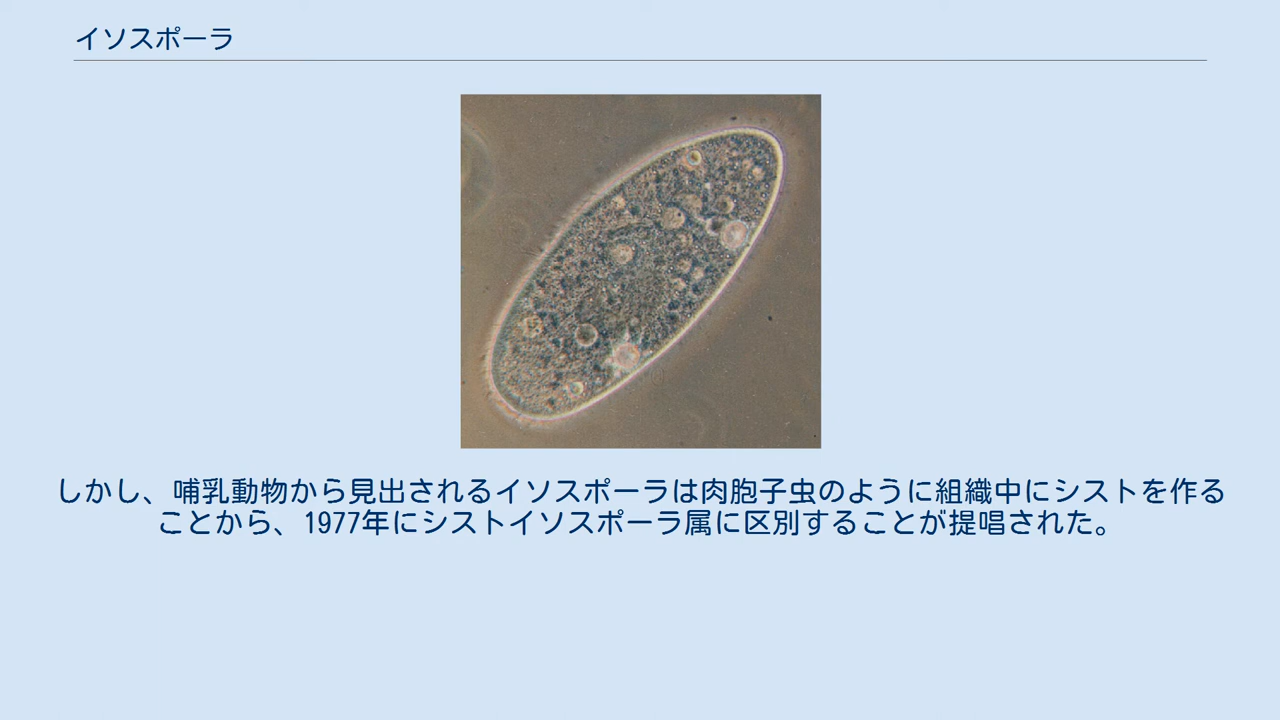 イソスポーラ
しかし、哺乳動物から見出されるイソスポーラは肉胞子虫のように組織中にシストを作る
ことから、1977年にシストイソスポーラ属に区別することが提唱された。